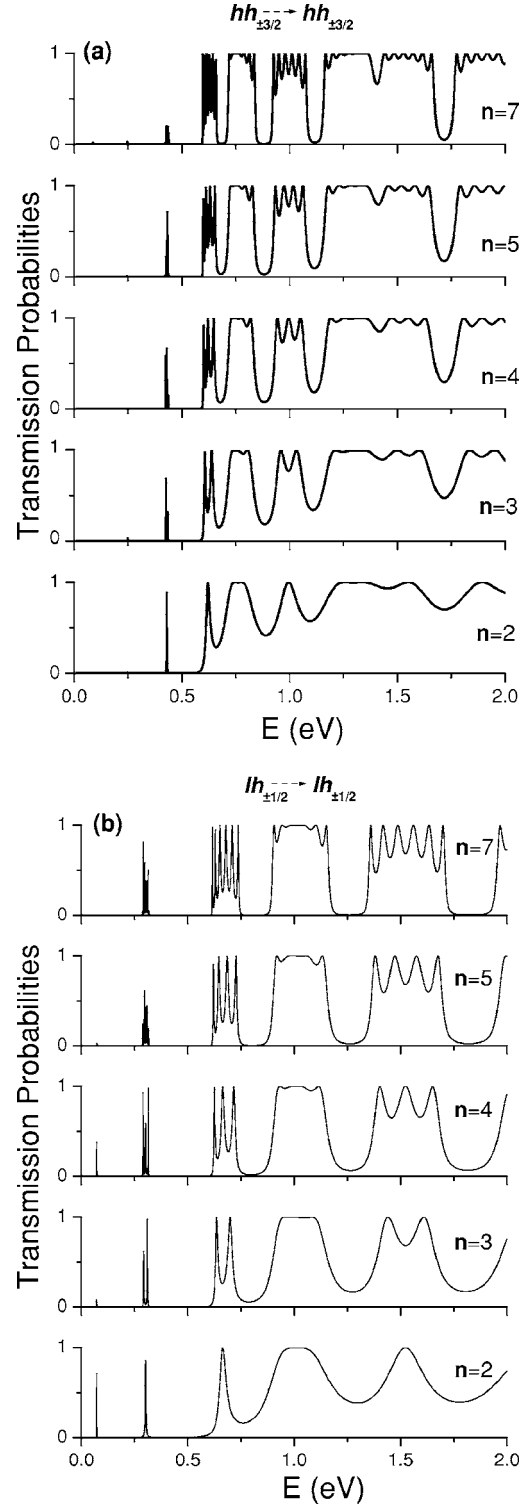 hh±3/2 ----> hh±3/2
(a)
1
0
n=7
1
0
n=5
1
0
n=4
1
0
n=3
1
0
n=2
Transmission Probabilities
0.0 0.5 1.0 1.5 2.0
E (eV)
lh±1/2 ----> lh±1/2
(b)
1
0
n=7
1
0
n=5
1
0
n=4
1
0
n=3
1
0
n=2
Transmission Probabilities
0.0 0.5 1.0 1.5 2.0
E (eV)